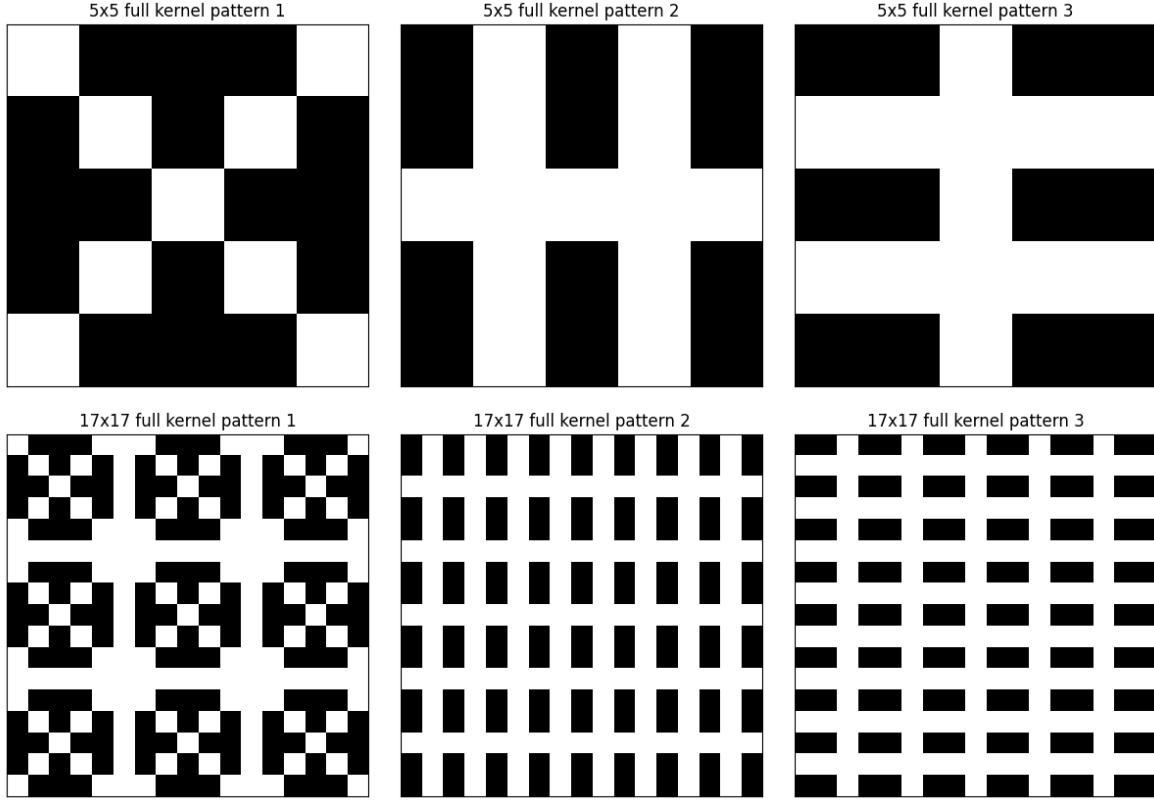 5x5 full kernel pattern 1
5x5 full kernel pattern 2
5x5 full kernel pattern 3
17x17 full kernel pattern 1
17x17 full kernel pattern 2
17x17 full kernel pattern 3